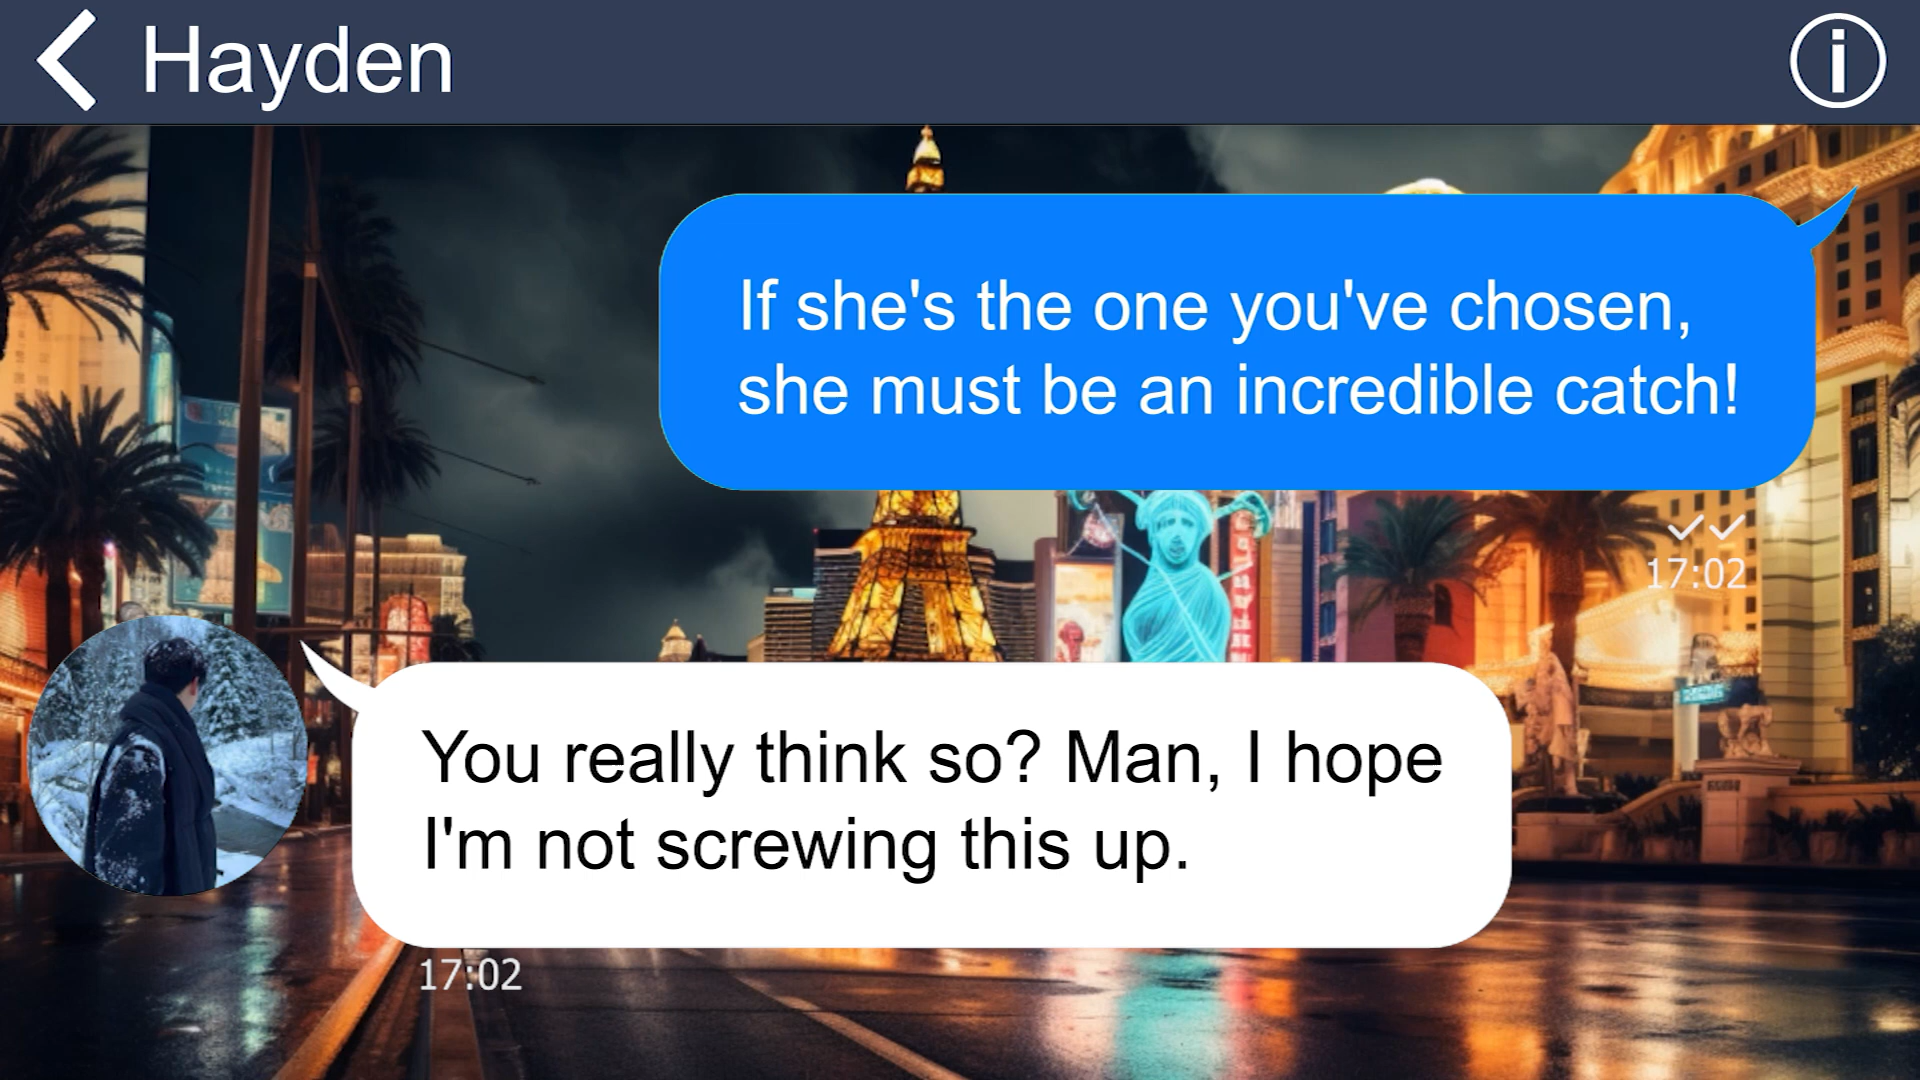 Hayden
If she's the one you've chosen,
she must be an incredible catch!
17:02
You really think so? Man, I hope
I'm not screwing this up.
17:02